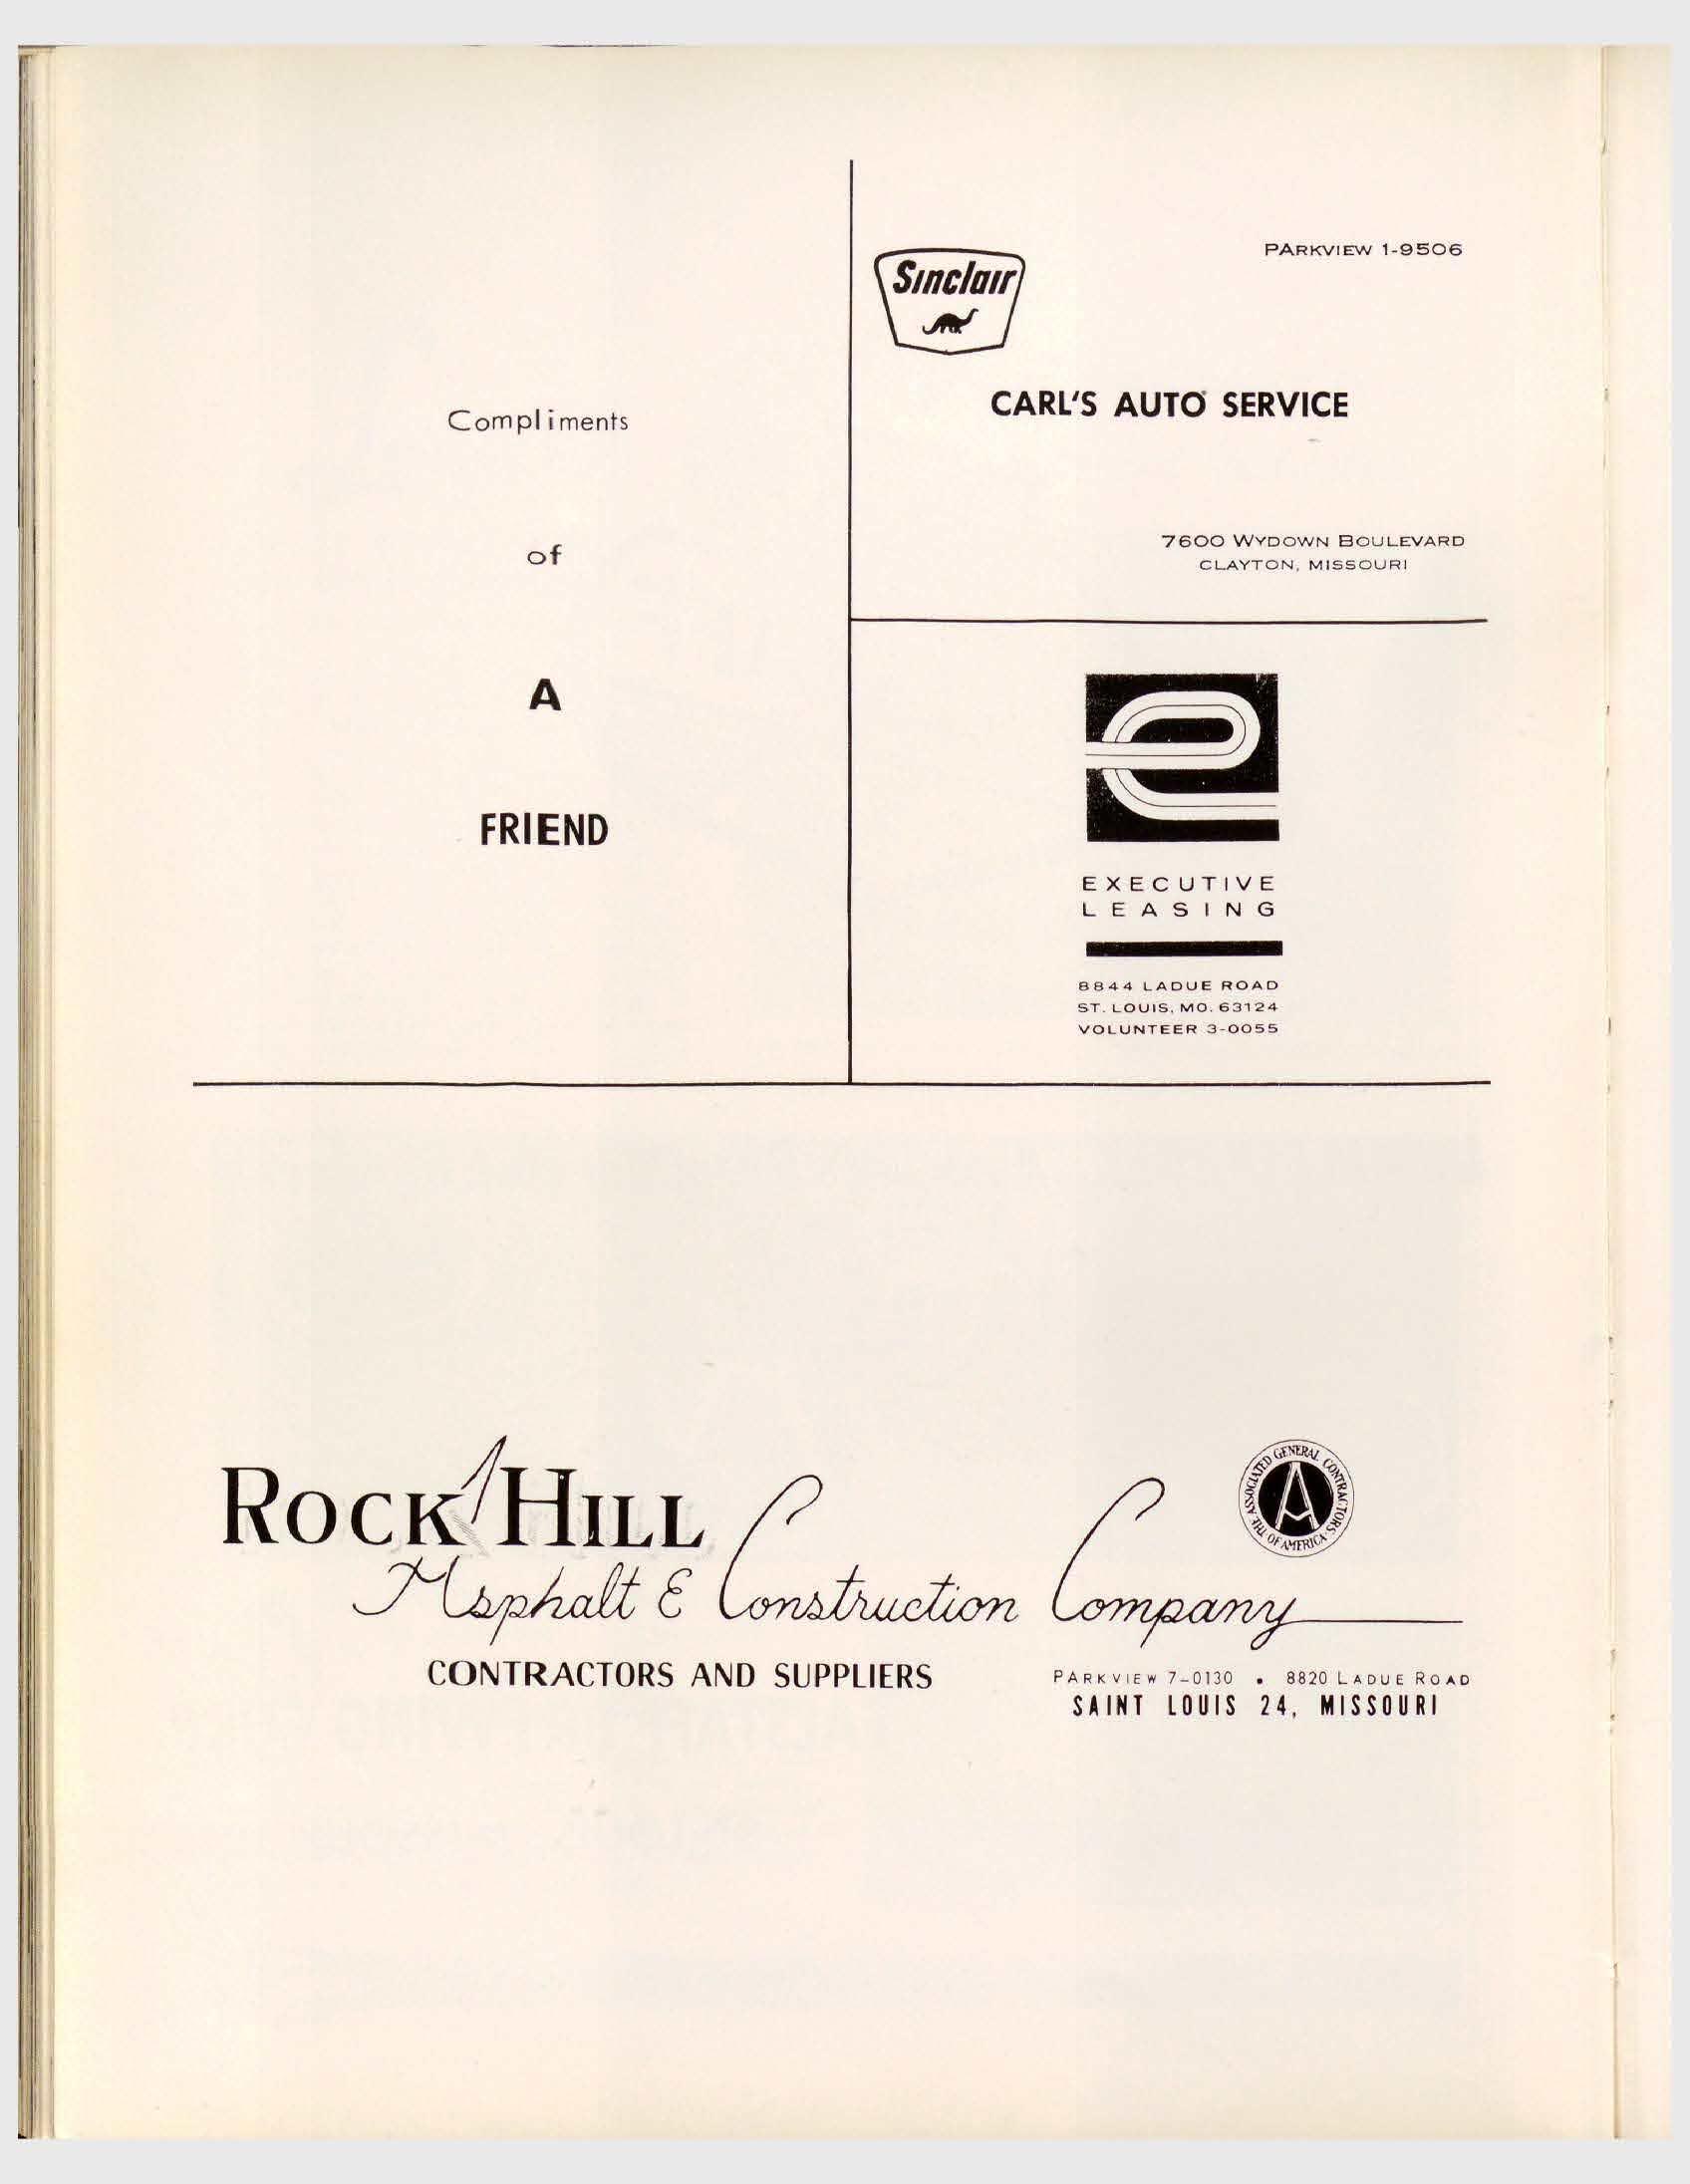 Compliments
of
A
FRIEND
Sinclair
PARKVIEW 1-9506
CARL'S AUTO SERVICE
7600 WYDOWN BOULEVARD
CLAYTON, MISSOURI
e
EXECUTIVE
LEASING
8844 LADUE ROAD
ST. LOUIS, MO. 63124
VOLUNTEER 3-0055
ROCK HILL
Asphalt & Construction Company
THE ASSOCIATED GENERAL CONTRACTORS OF AMERICA
A
CONTRACTORS AND SUPPLIERS
PARKVIEW 7-0130 • 8820 LADUE ROAD
SAINT LOUIS 24, MISSOURI